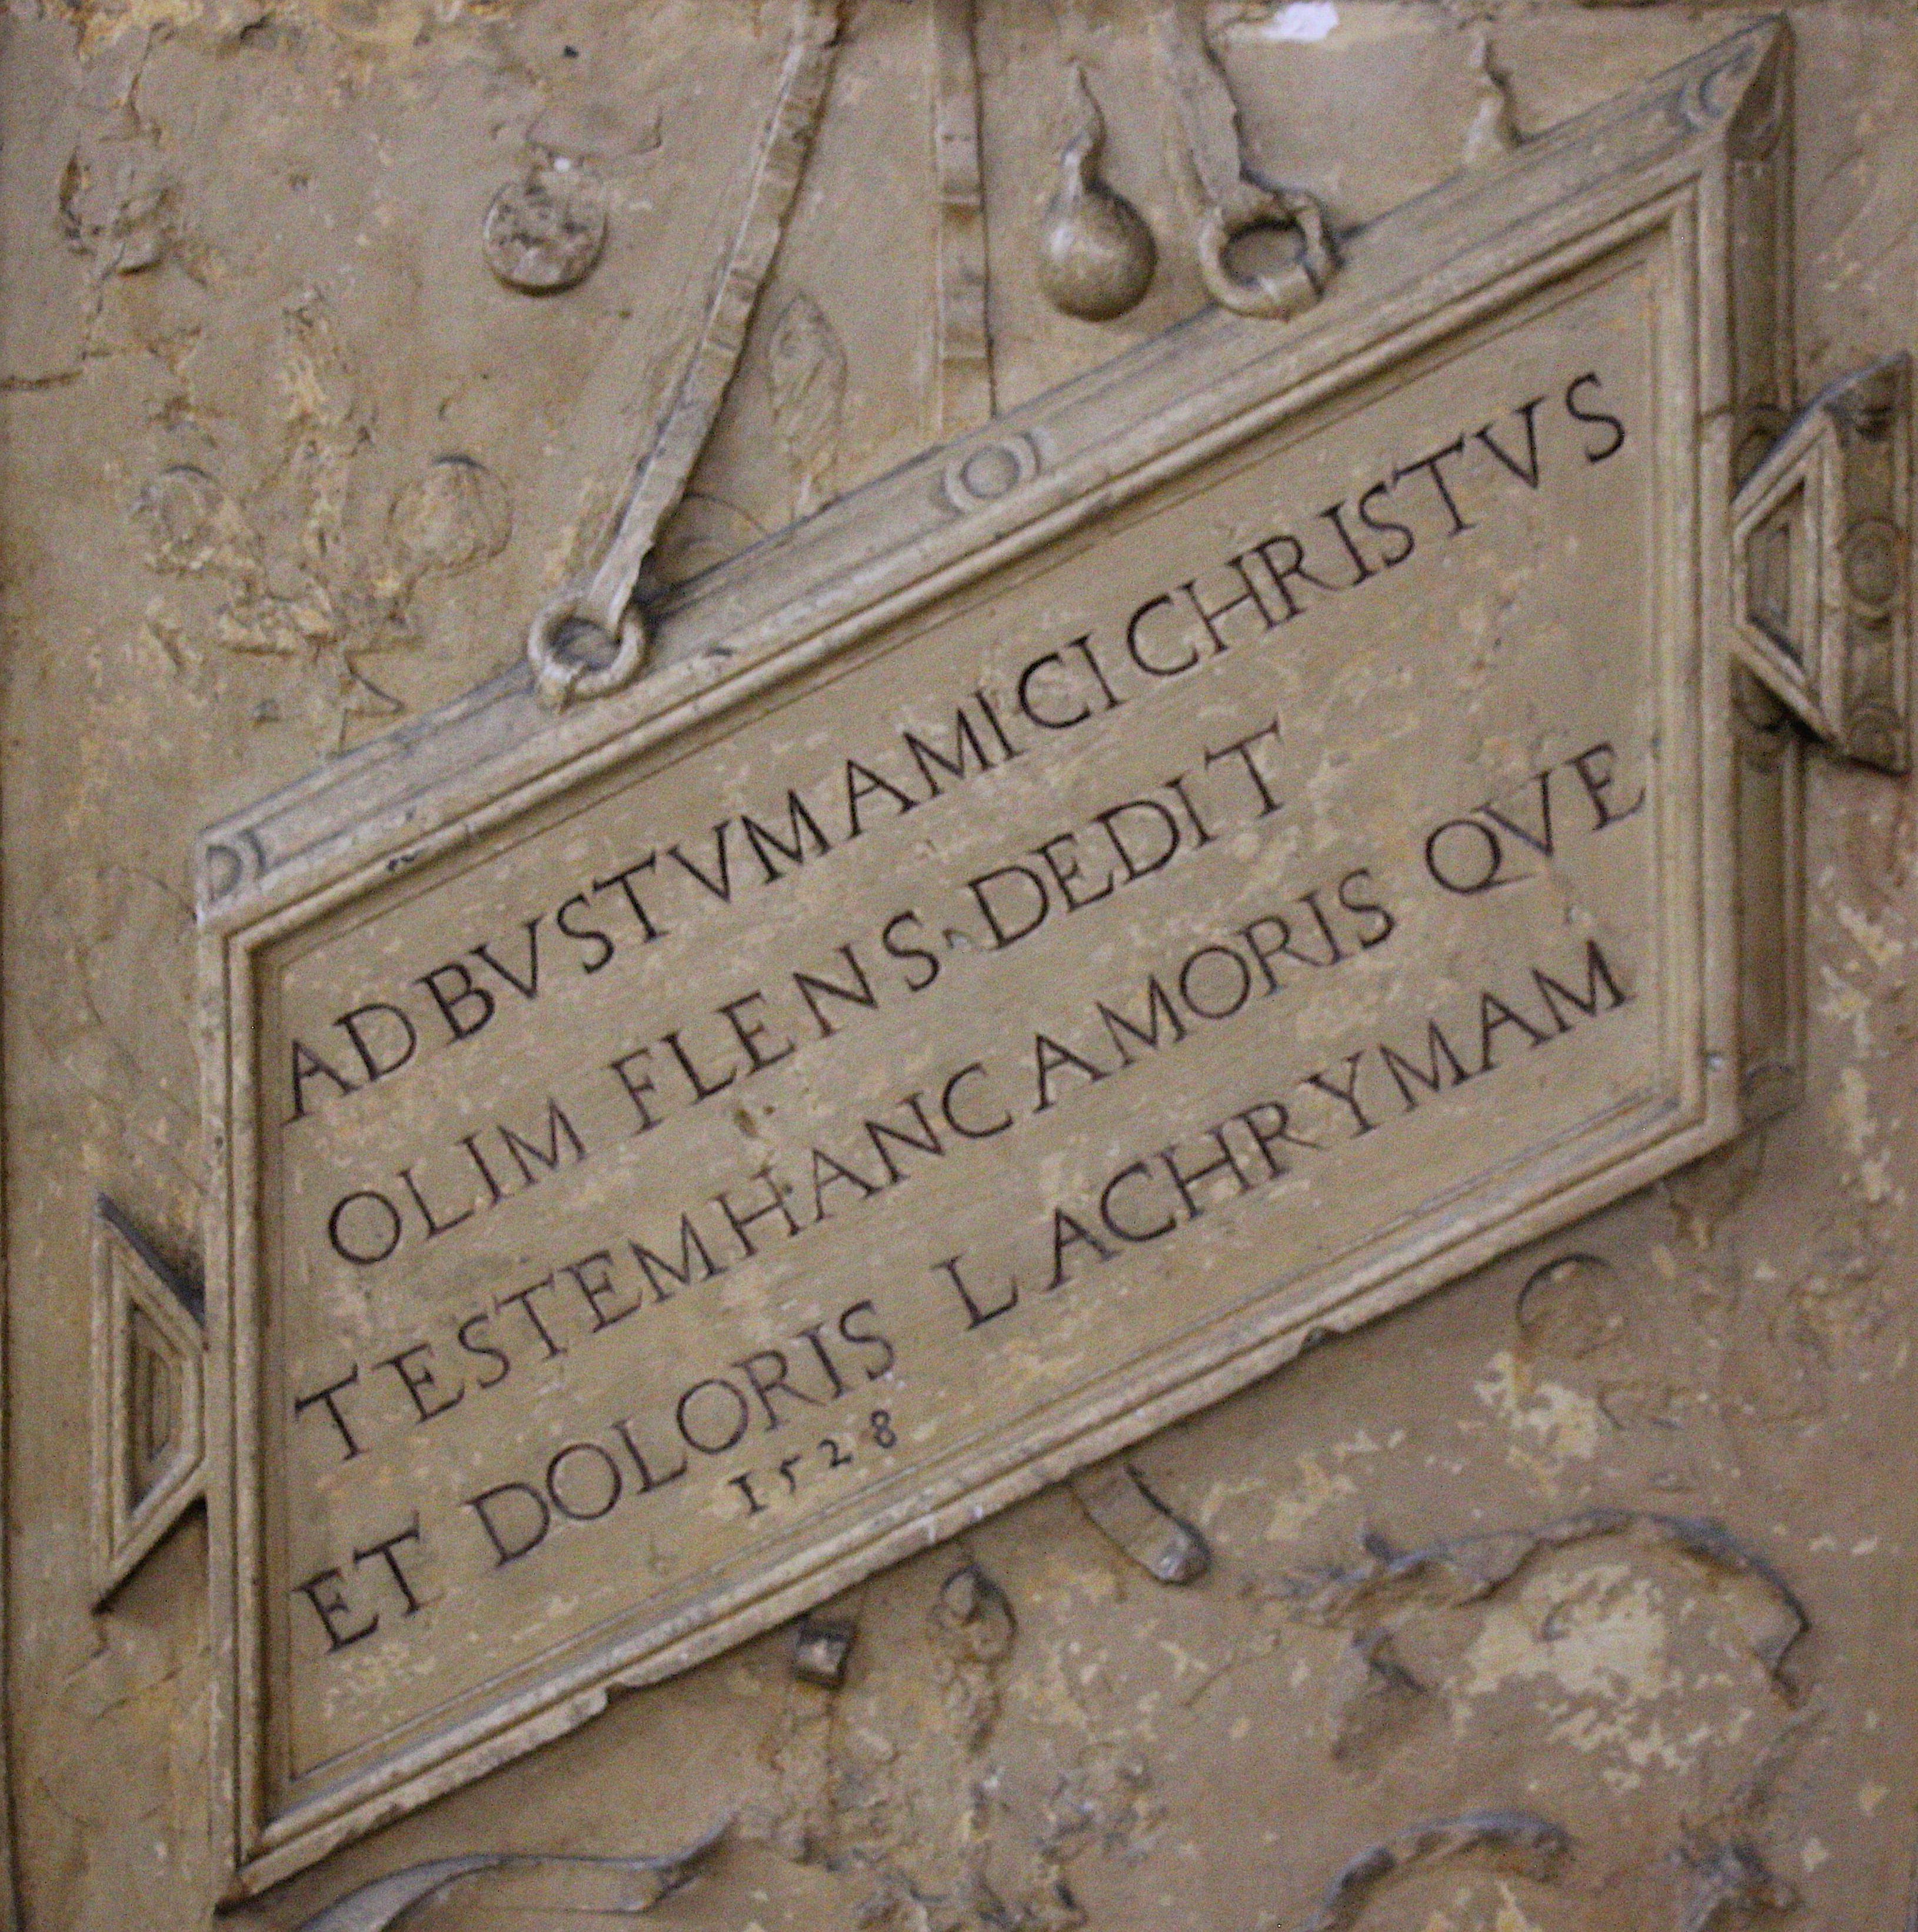 AD BVSTVM AMICI CHRISTVS
OLIM FLENS·DEDIT
TESTEM HANC AMORIS QVE
ET DOLORIS LACHRYMAM
1528